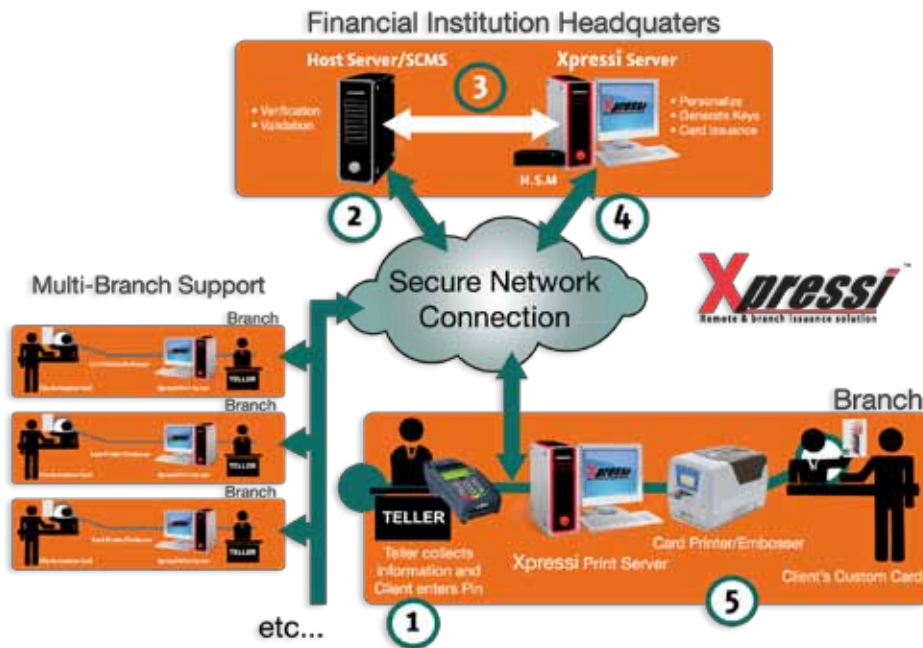 Financial Institution Headquaters
Host Server/SCMS
3
Xpressi Server
• Verification
• Validation
Xpressi
• Personalize
• Generate Keys
• Card Issuance
H.S.M
2
4
Secure Network
Connection
Xpressi™
Remote & branch issuance solution
Multi-Branch Support
Branch
TELLER
Branch
TELLER
Branch
TELLER
etc...
Branch
TELLER
Xpressi
Teller collects
information and
Client enters Pin
Xpressi Print Server
Card Printer/Embosser
Client's Custom Card
1
5